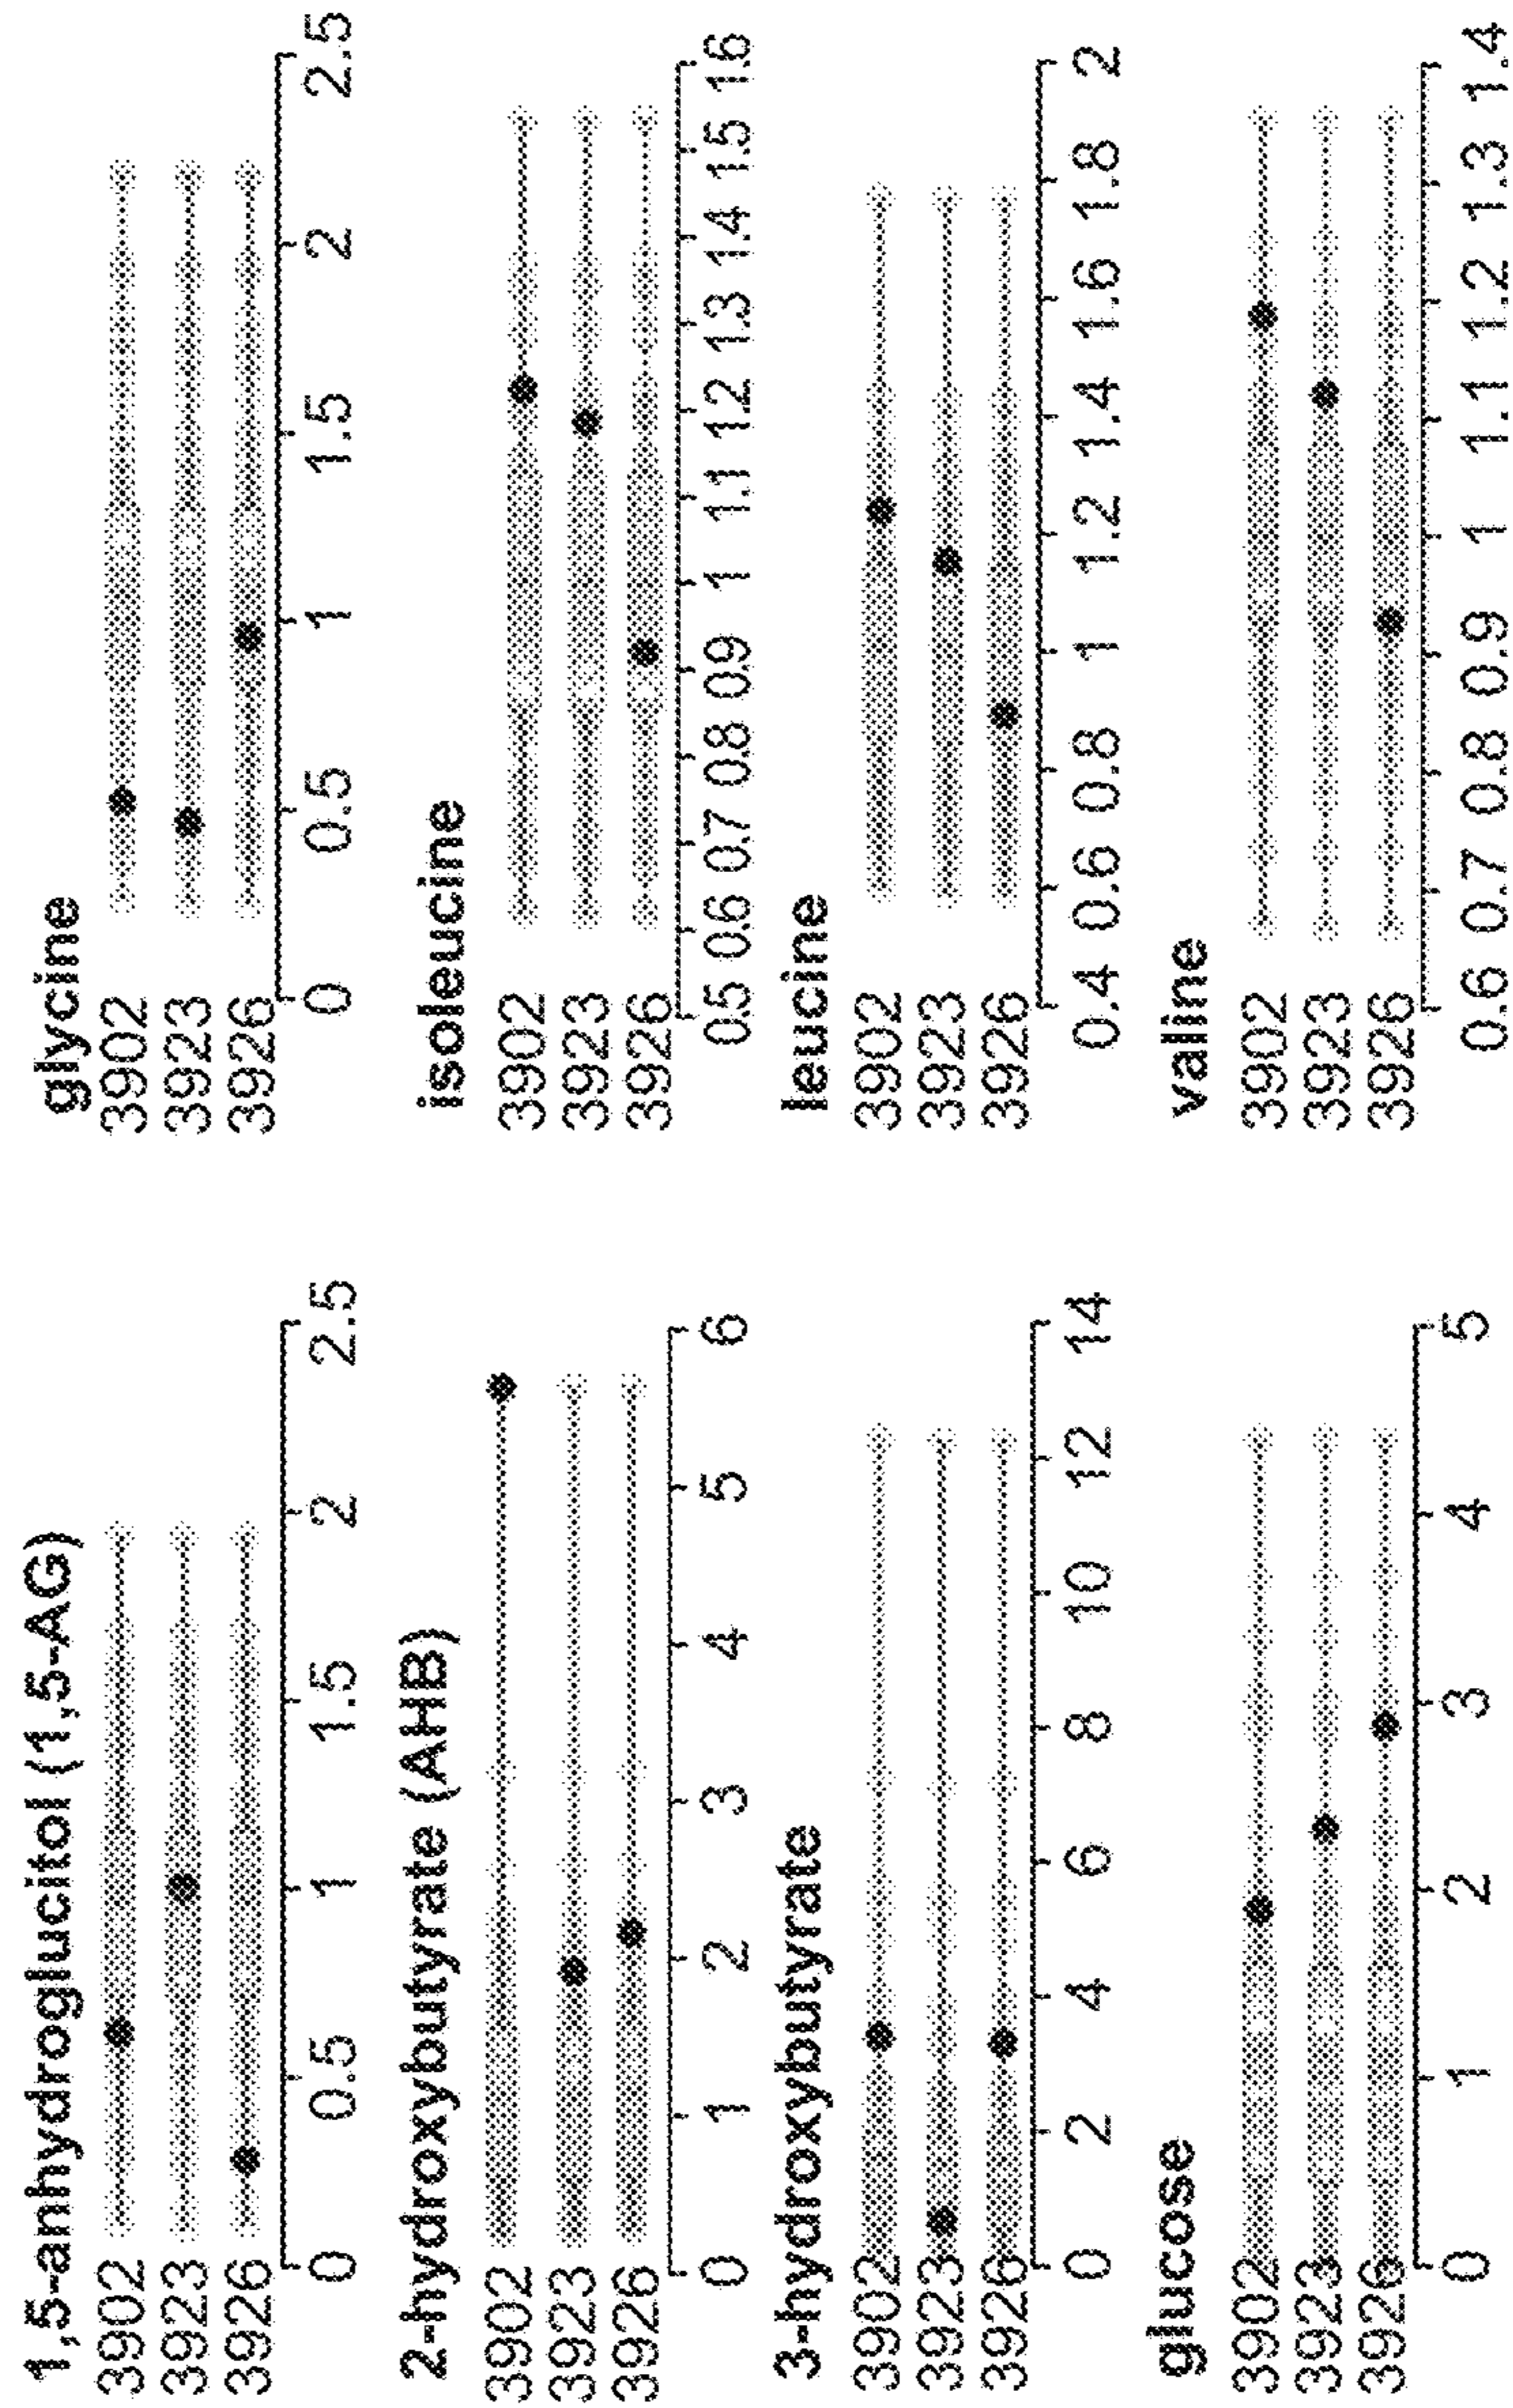 1,5-anhydroglucitol (1,5-AG)
3902
3923
3926
0 0.5 1 1.5 2 2.5
2-hydroxybutyrate (AHB)
3902
3923
3926
0 1 2 3 4 5 6
3-hydroxybutyrate
3902
3923
3926
0 2 4 6 8 10 12 14
glucose
3902
3923
3926
0 1 2 3 4 5
glycine
3902
3923
3926
0 0.5 1 1.5 2 2.5
isoleucine
3902
3923
3926
0.5 0.6 0.7 0.8 0.9 1 1.1 1.2 1.3 1.4 1.5 1.6
leucine
3902
3923
3926
0.4 0.6 0.8 1 1.2 1.4 1.6 1.8 2
valine
3902
3923
3926
0.6 0.7 0.8 0.9 1 1.1 1.2 1.3 1.4